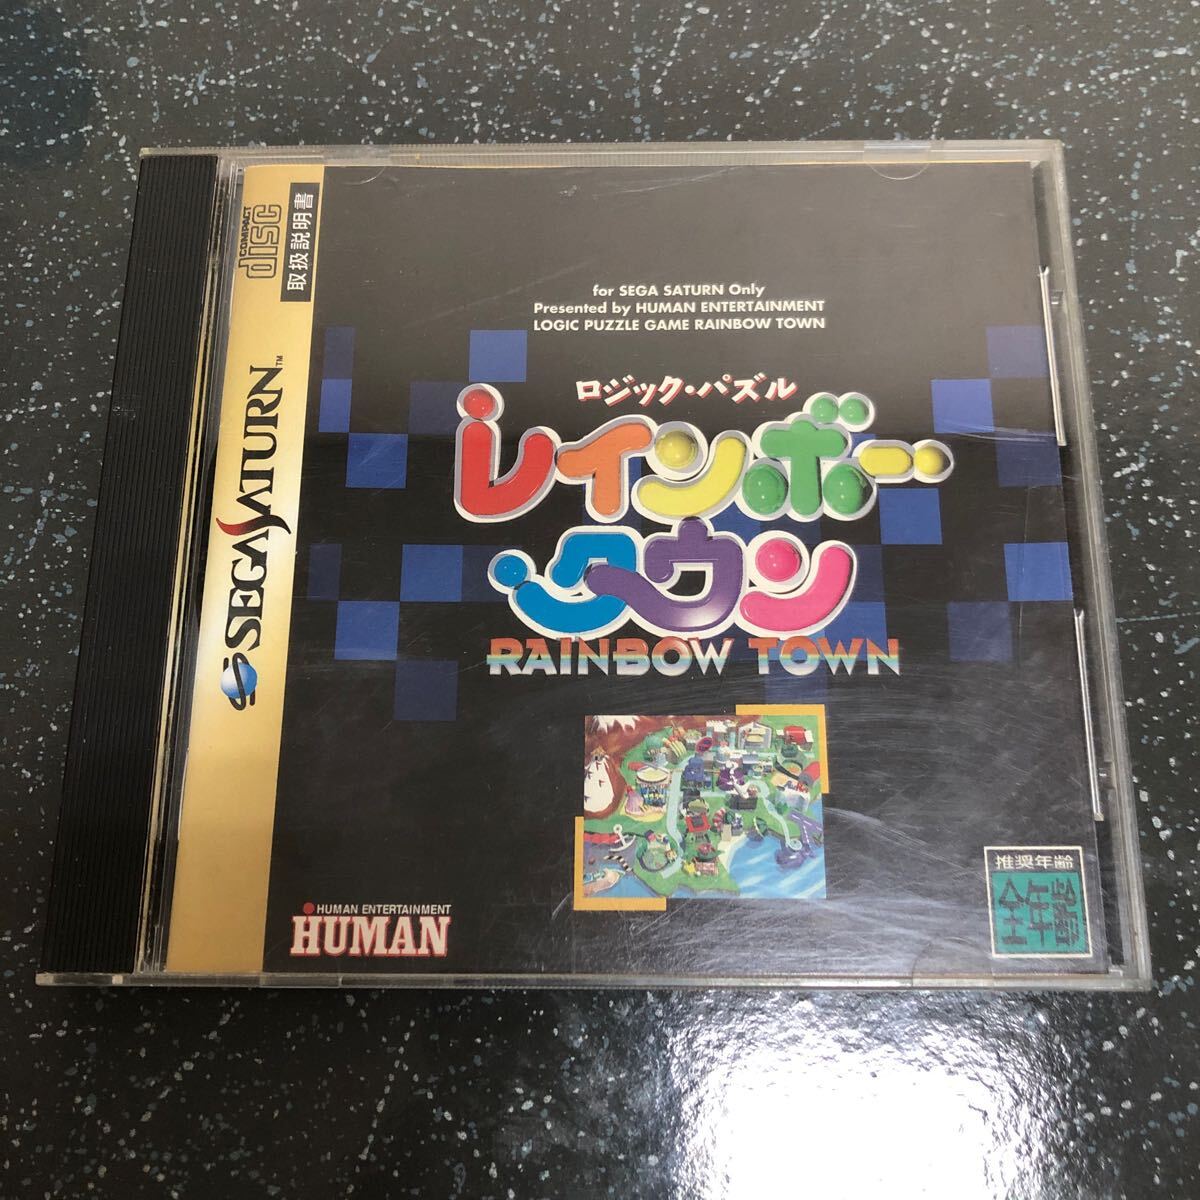 COMPACT
disc
取扱説明書
SEGA SATURN™
for SEGA SATURN Only
Presented by HUMAN ENTERTAINMENT
LOGIC PUZZLE GAME RAINBOW TOWN
ロジック・パズル
レインボー
タウン
RAINBOW TOWN
HUMAN ENTERTAINMENT
HUMAN
推奨年齢
全年齢